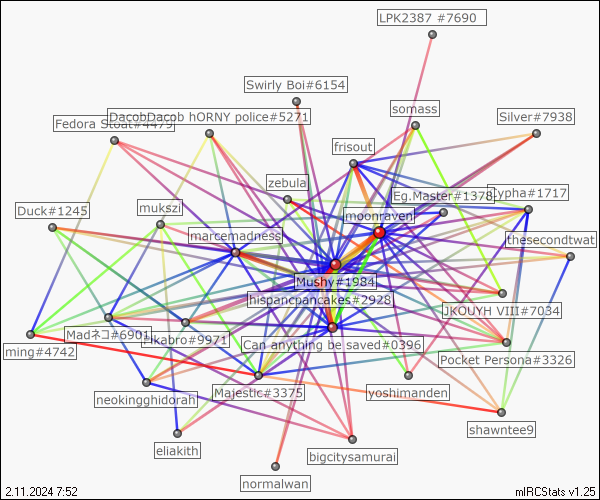 LPK2387 #7690
Swirly Boi#6154
somass
DacobDacob hORNY police#5271
Silver#7938
Fedora Stoat#4479
frisout
zebula
Eg.Master#1378
Cypha#1717
Duck#1245
mukszi
moonraven
marcemadness
thesecondtwat
Mushy#1984
hispancpancakes#2928
JKOUYH VIII#7034
Madネコ#6901
Hkabro#9971
Can anything be saved#0396
ming#4742
Pocket Persona#3326
neokingghidorah
Majestic#3375
yoshimanden
shawntee9
eliakith
bigcitysamurai
normalwan
2.11.2024 7:52
mIRCStats v1.25